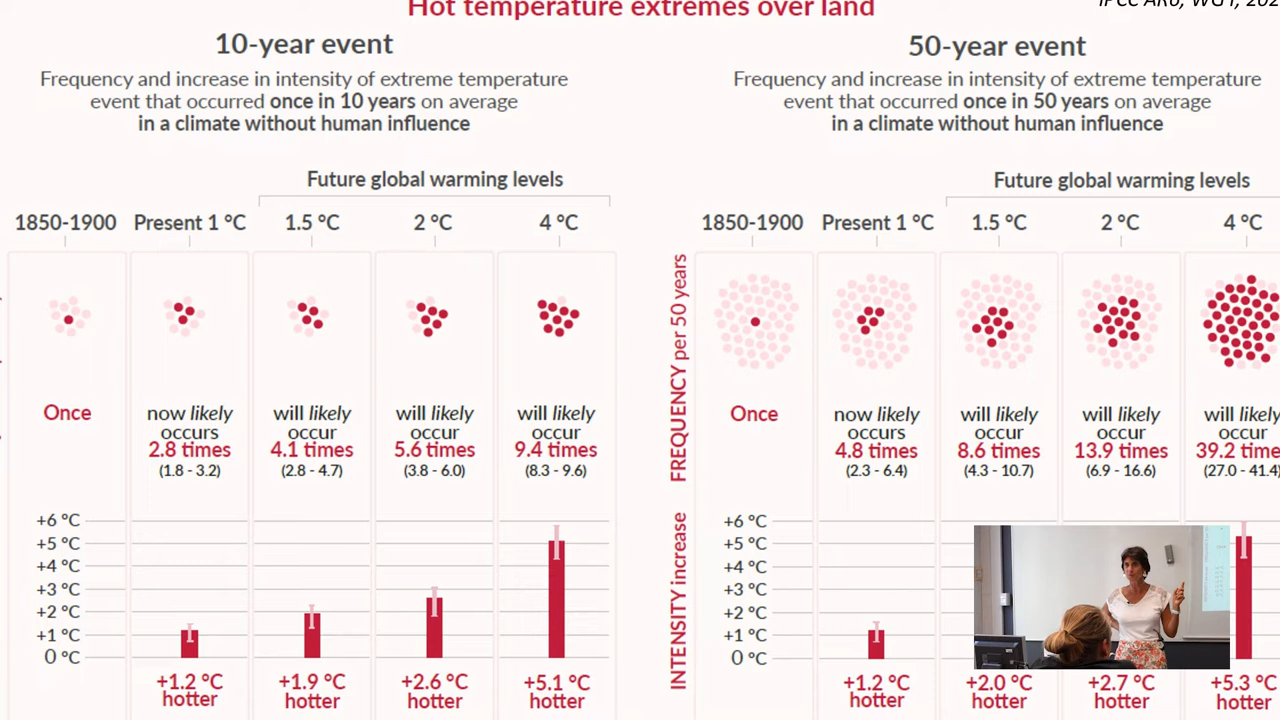 Hot temperature extremes over land
10-year event
Frequency and increase in intensity of extreme temperature
event that occurred once in 10 years on average
in a climate without human influence
Future global warming levels
1850-1900 Present 1 °C 1.5 °C 2 °C 4 °C
Once
now likely occurs 2.8 times (1.8 - 3.2)
will likely occur 4.1 times (2.8 - 4.7)
will likely occur 5.6 times (3.8 - 6.0)
will likely occur 9.4 times (8.3 - 9.6)
+6 °C
+5 °C
+4 °C
+3 °C
+2 °C
+1 °C
0 °C
+1.2 °C hotter
+1.9 °C hotter
+2.6 °C hotter
+5.1 °C hotter
50-year event
Frequency and increase in intensity of extreme temperature
event that occurred once in 50 years on average
in a climate without human influence
Future global warming levels
1850-1900 Present 1 °C 1.5 °C 2 °C 4 °C
FREQUENCY per 50 years
Once
now likely occurs 4.8 times (2.3 - 6.4)
will likely occur 8.6 times (4.3 - 10.7)
will likely occur 13.9 times (6.9 - 16.6)
will likely occur 39.2 time (27.0 - 41.4
INTENSITY increase
+6 °C
+5 °C
+4 °C
+3 °C
+2 °C
+1 °C
0 °C
+1.2 °C hotter
+2.0 °C hotter
+2.7 °C hotter
+5.3 °C hotter